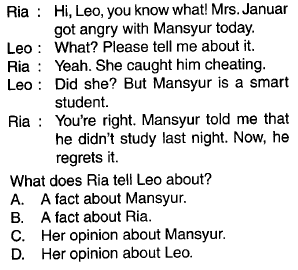 Ria : Hi, Leo, you know what! Mrs. Januar
got angry with Mansyur today.
Leo : What? Please tell me about it.
Ria : Yeah. She caught him cheating.
Leo : Did she? But Mansyur is a smart
student.
Ria : You're right. Mansyur told me that
he didn't study last night. Now, he
regrets it.
What does Ria tell Leo about?
A. A fact about Mansyur.
B. A fact about Ria.
C. Her opinion about Mansyur.
D. Her opinion about Leo.